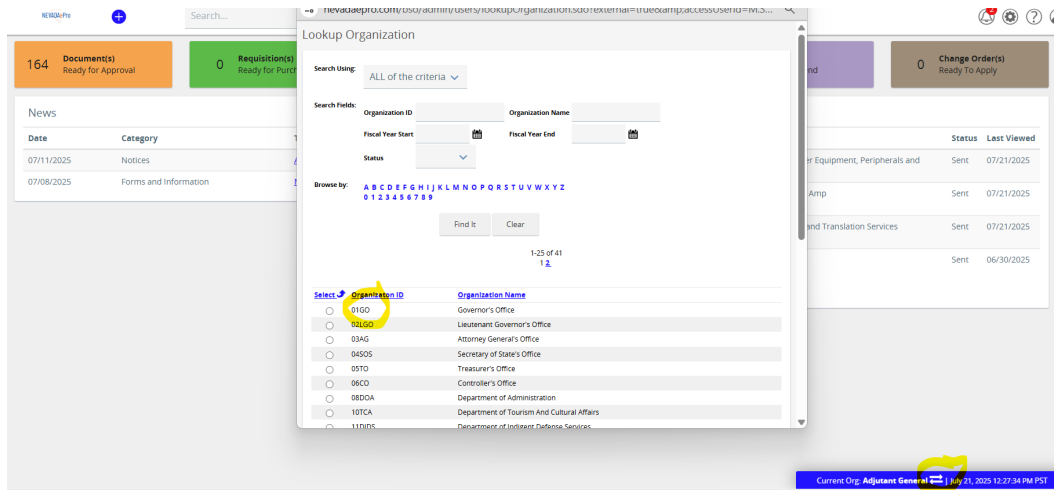 NEVADAePro
Search...
2
164 Document(s)
Ready for Approval
0 Requisition(s)
Ready for Purch
nd
0 Change Order(s)
Ready To Apply
News
Date Category
07/11/2025 Notices
07/08/2025 Forms and Information
nevadaepro.com/bso/admin/users/lookupOrganization.sdo?external=true&amp;accessUserId=M.S...
Lookup Organization
Search Using:
ALL of the criteria
Search Fields:
Organization ID Organization Name
Fiscal Year Start Fiscal Year End
Status
Browse by:
A B C D E F G H I J K L M N O P Q R S T U V W X Y Z
0 1 2 3 4 5 6 7 8 9
Find It Clear
1-25 of 41
1 2
Select Organizaton ID Organization Name
01GO Governor's Office
02LGO Lieutenant Governor's Office
03AG Attorney General's Office
04SOS Secretary of State's Office
05TO Treasurer's Office
06CO Controller's Office
08DOA Department of Administration
10TCA Department of Tourism And Cultural Affairs
11DIDS Department of Indigent Defense Services
Status Last Viewed
er Equipment, Peripherals and Sent 07/21/2025
Amp Sent 07/21/2025
and Translation Services Sent 07/21/2025
Sent 06/30/2025
Current Org: Adjutant General | July 21, 2025 12:27:34 PM PST